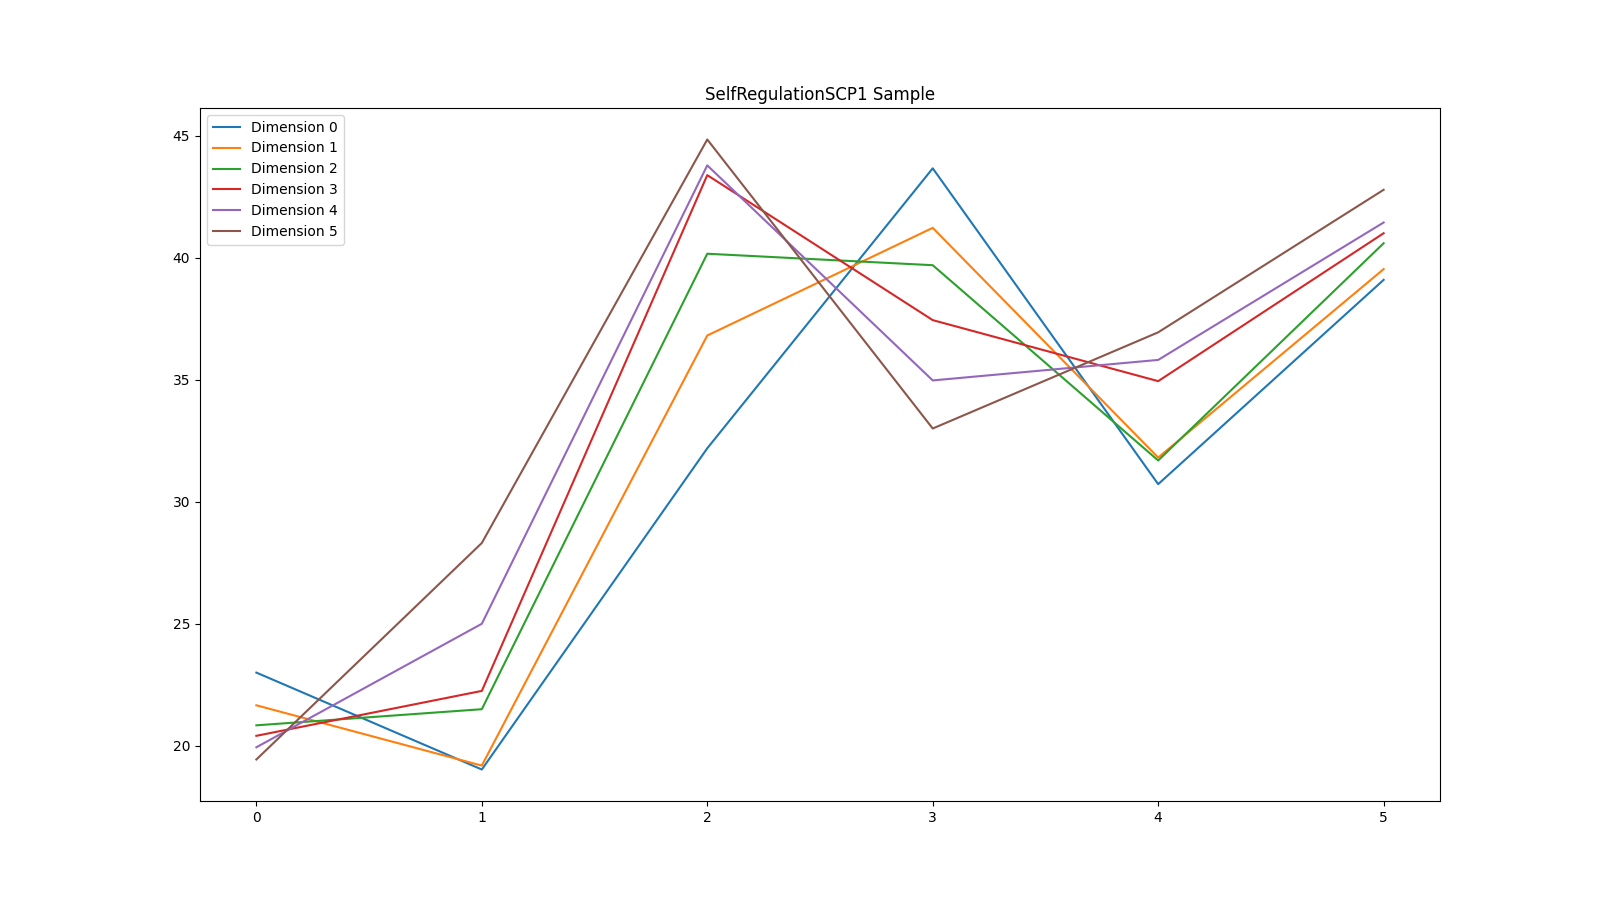 SelfRegulationSCP1 Sample
Dimension 0
Dimension 1
Dimension 2
Dimension 3
Dimension 4
Dimension 5
45
40
35
30
25
20
0 1 2 3 4 5